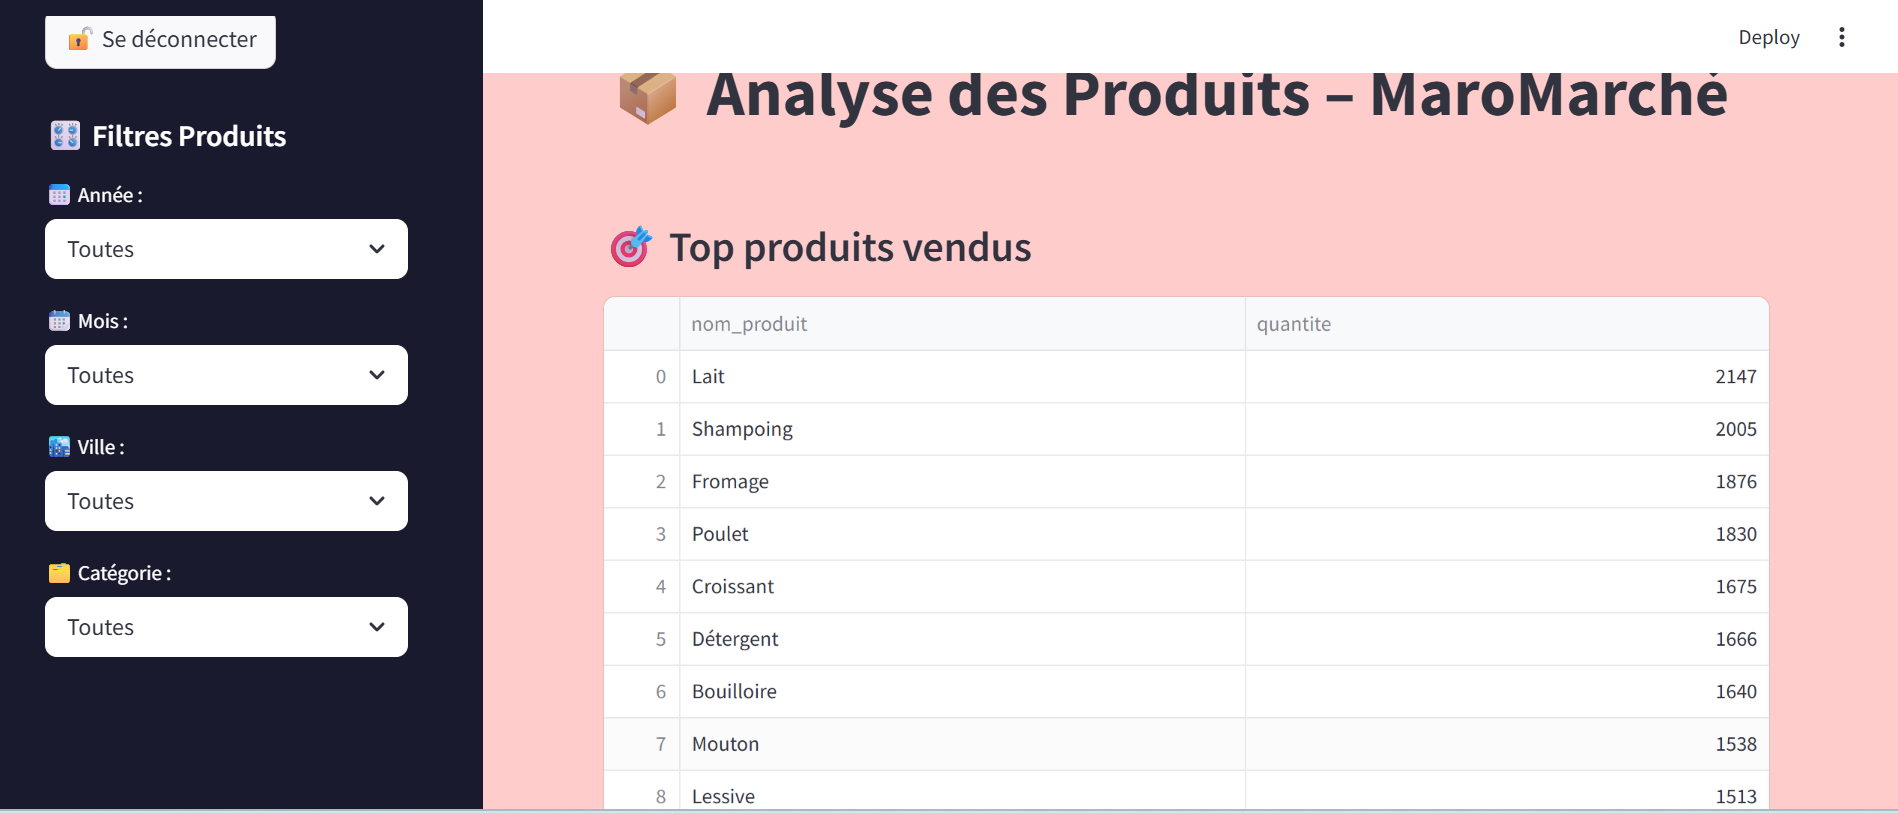 Se déconnecter
Filtres Produits
Année :
Toutes
Mois :
Toutes
Ville :
Toutes
Catégorie :
Toutes
Deploy
Analyse des Produits – MaroMarché
Top produits vendus
nom_produit quantite
0 Lait 2147
1 Shampoing 2005
2 Fromage 1876
3 Poulet 1830
4 Croissant 1675
5 Détergent 1666
6 Bouilloire 1640
7 Mouton 1538
8 Lessive 1513